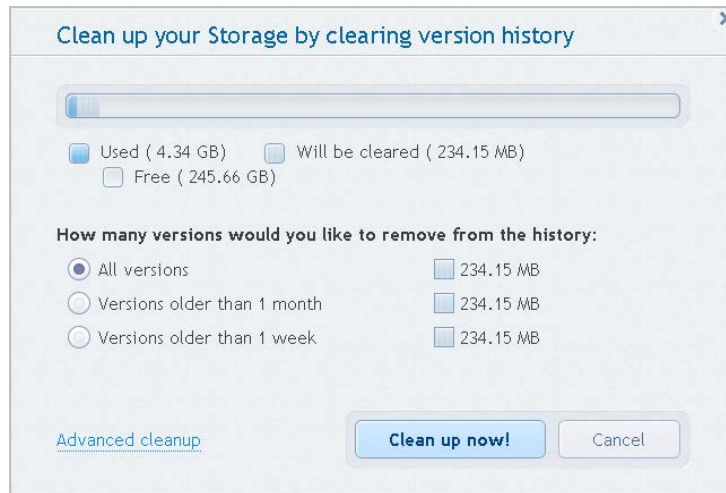 Clean up your Storage by clearing version history
Used ( 4.34 GB) Will be cleared ( 234.15 MB)
Free ( 245.66 GB)
How many versions would you like to remove from the history:
All versions 234.15 MB
Versions older than 1 month 234.15 MB
Versions older than 1 week 234.15 MB
Advanced cleanup Clean up now! Cancel